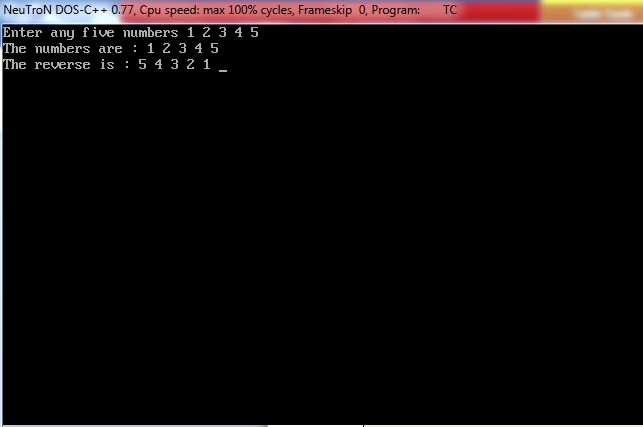 NeuTroN DOS-C++ 0.77, Cpu speed: max 100% cycles, Frameskip 0, Program: TC
Enter any five numbers 1 2 3 4 5
The numbers are : 1 2 3 4 5
The reverse is : 5 4 3 2 1 _